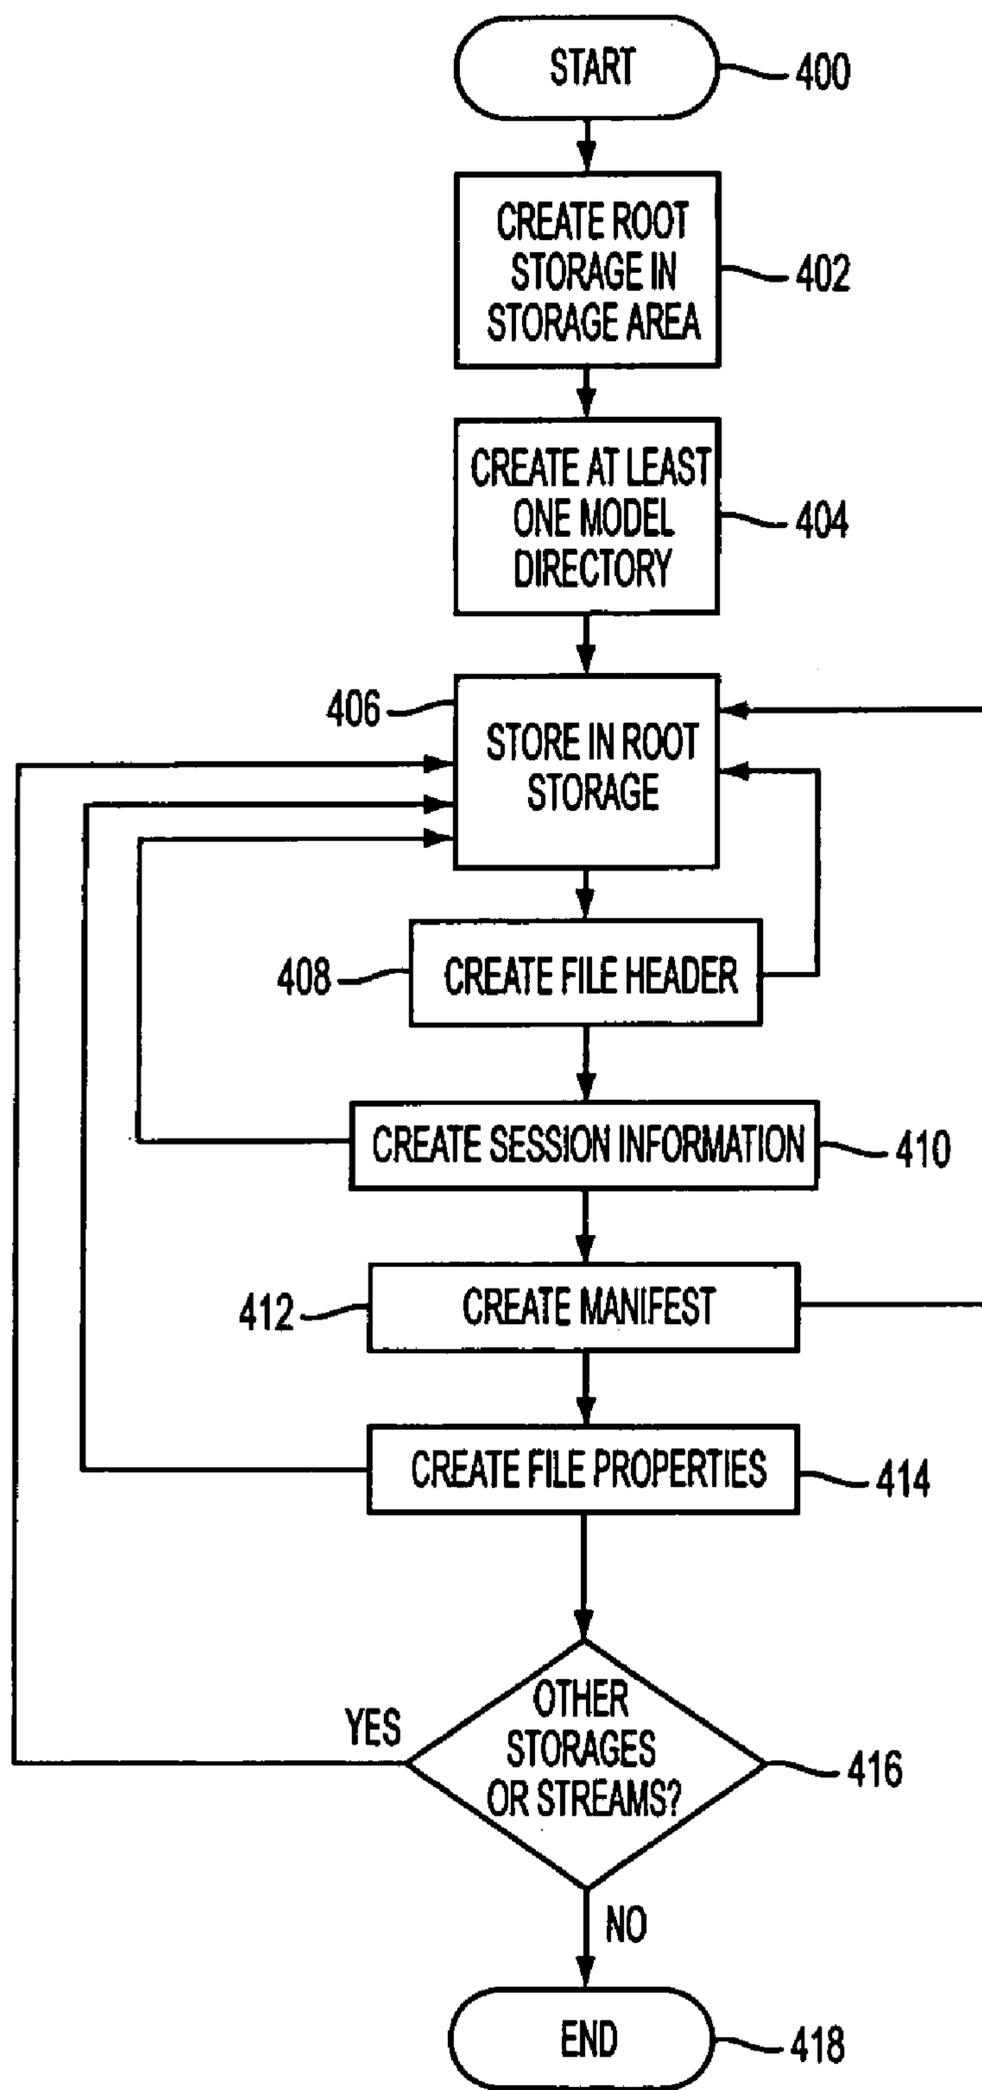 START
400
CREATE ROOT
STORAGE IN
STORAGE AREA
402
CREATE AT LEAST
ONE MODEL
DIRECTORY
404
406
STORE IN ROOT
STORAGE
408
CREATE FILE HEADER
CREATE SESSION INFORMATION
410
412
CREATE MANIFEST
CREATE FILE PROPERTIES
414
YES
OTHER
STORAGES
OR STREAMS?
416
NO
END
418